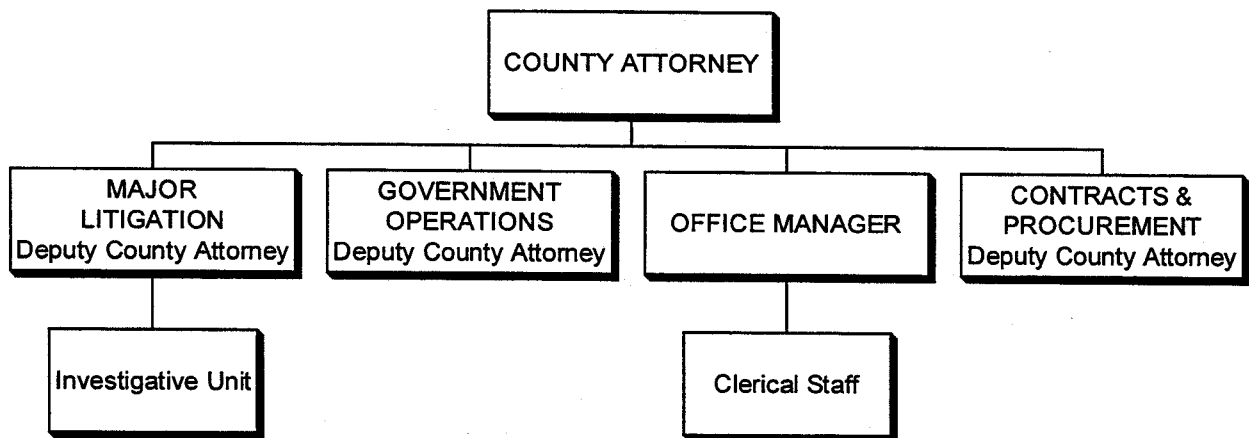 COUNTY ATTORNEY
MAJOR
LITIGATION
Deputy County Attorney
GOVERNMENT
OPERATIONS
Deputy County Attorney
OFFICE MANAGER
CONTRACTS &
PROCUREMENT
Deputy County Attorney
Investigative Unit
Clerical Staff